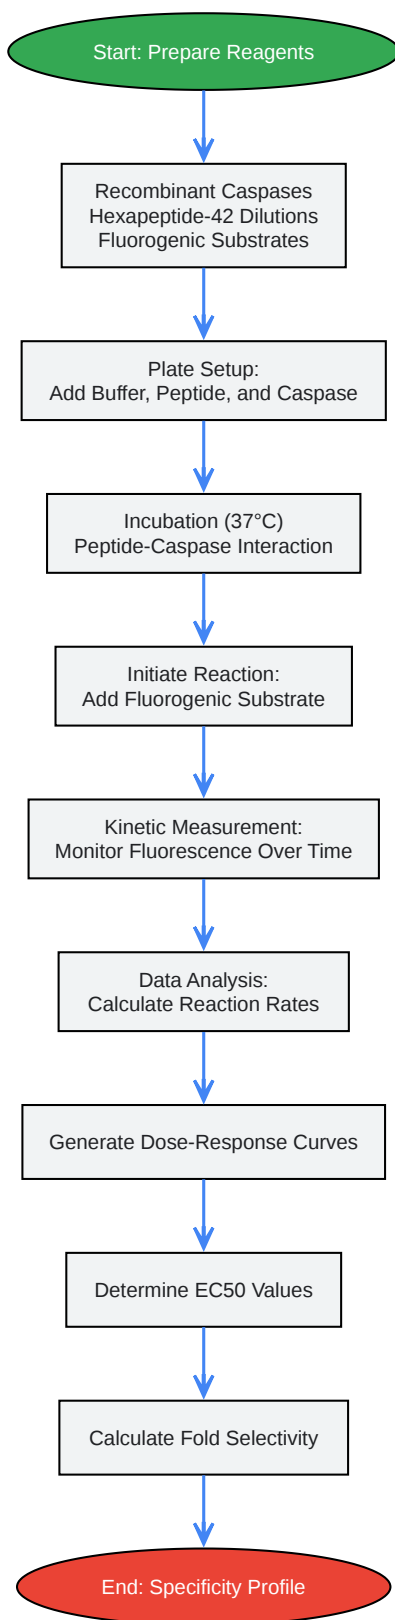 Start: Prepare Reagents
Recombinant Caspases
Hexapeptide-42 Dilutions
Fluorogenic Substrates
Plate Setup:
Add Buffer, Peptide, and Caspase
Incubation (37°C)
Peptide-Caspase Interaction
Initiate Reaction:
Add Fluorogenic Substrate
Kinetic Measurement:
Monitor Fluorescence Over Time
Data Analysis:
Calculate Reaction Rates
Generate Dose-Response Curves
Determine EC50 Values
Calculate Fold Selectivity
End: Specificity Profile